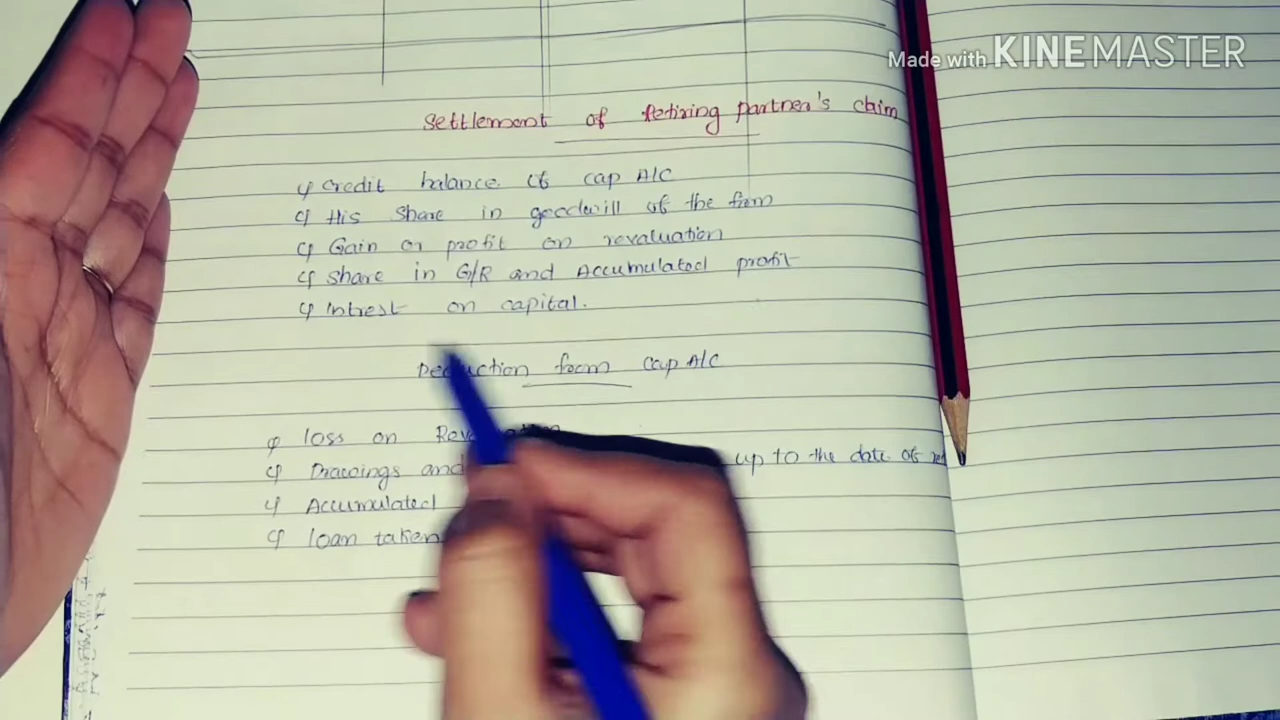 Made with KINEMASTER
Settlement of Retiring partner's claim
Credit balance of cap A/C
His Share in goodwill of the firm
Gain or profit on revaluation
Share in G/R and Accumulated profit
Intrest on capital.
Deduction from Cap A/C
loss on
Drawings and up to the date of
Accumulated
loan taken